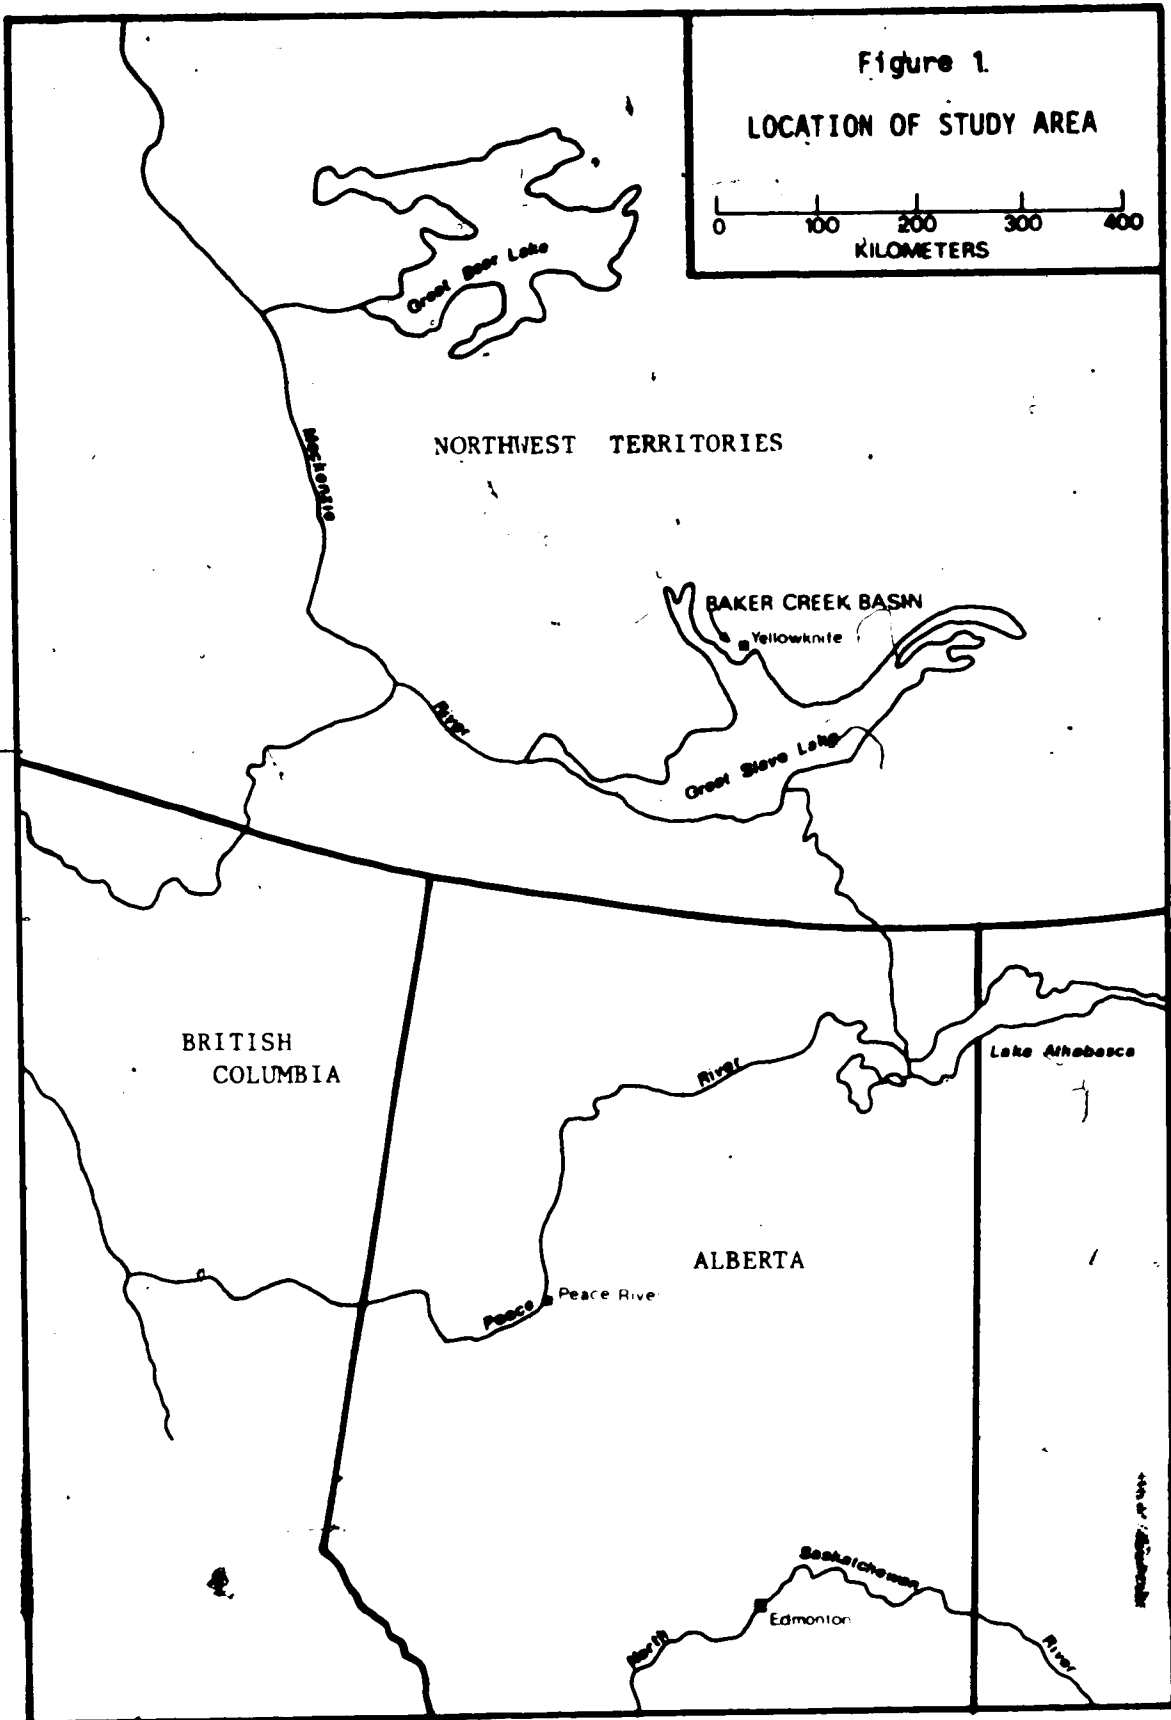 Figure 1.
LOCATION OF STUDY AREA
0 100 200 300 400
KILOMETERS
Great Bear Lake
NORTHWEST TERRITORIES
Mackenzie
BAKER CREEK BASIN
Yellowknife
River
Great Slave Lake
BRITISH
COLUMBIA
River
Lake Athabasca
ALBERTA
Peace
Peace Rive
Saskatchewan
Edmonton
North
River